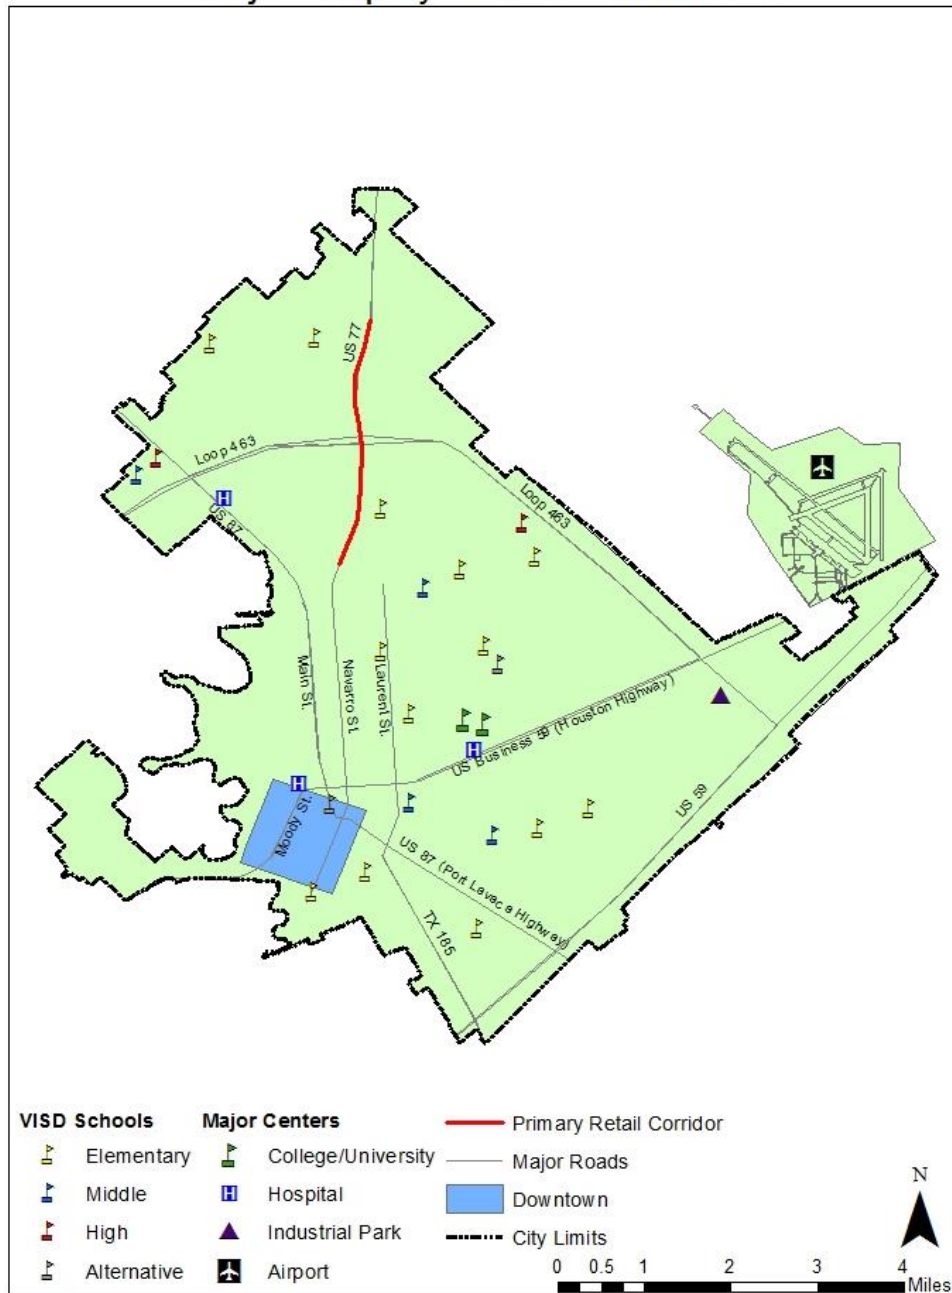 US 77
Loop 463
Loop 463
US 87
Main St.
Navarro St.
Laurent St.
US Business 59 (Houston Highway)
US 59
Moody St.
US 87 (Port Lavaca Highway)
TX 185
H
H
H
VISD Schools
Elementary
Middle
High
Alternative
Major Centers
College/University
H Hospital
Industrial Park
Airport
Primary Retail Corridor
Major Roads
Downtown
City Limits
N
0 0.5 1 2 3 4
Miles